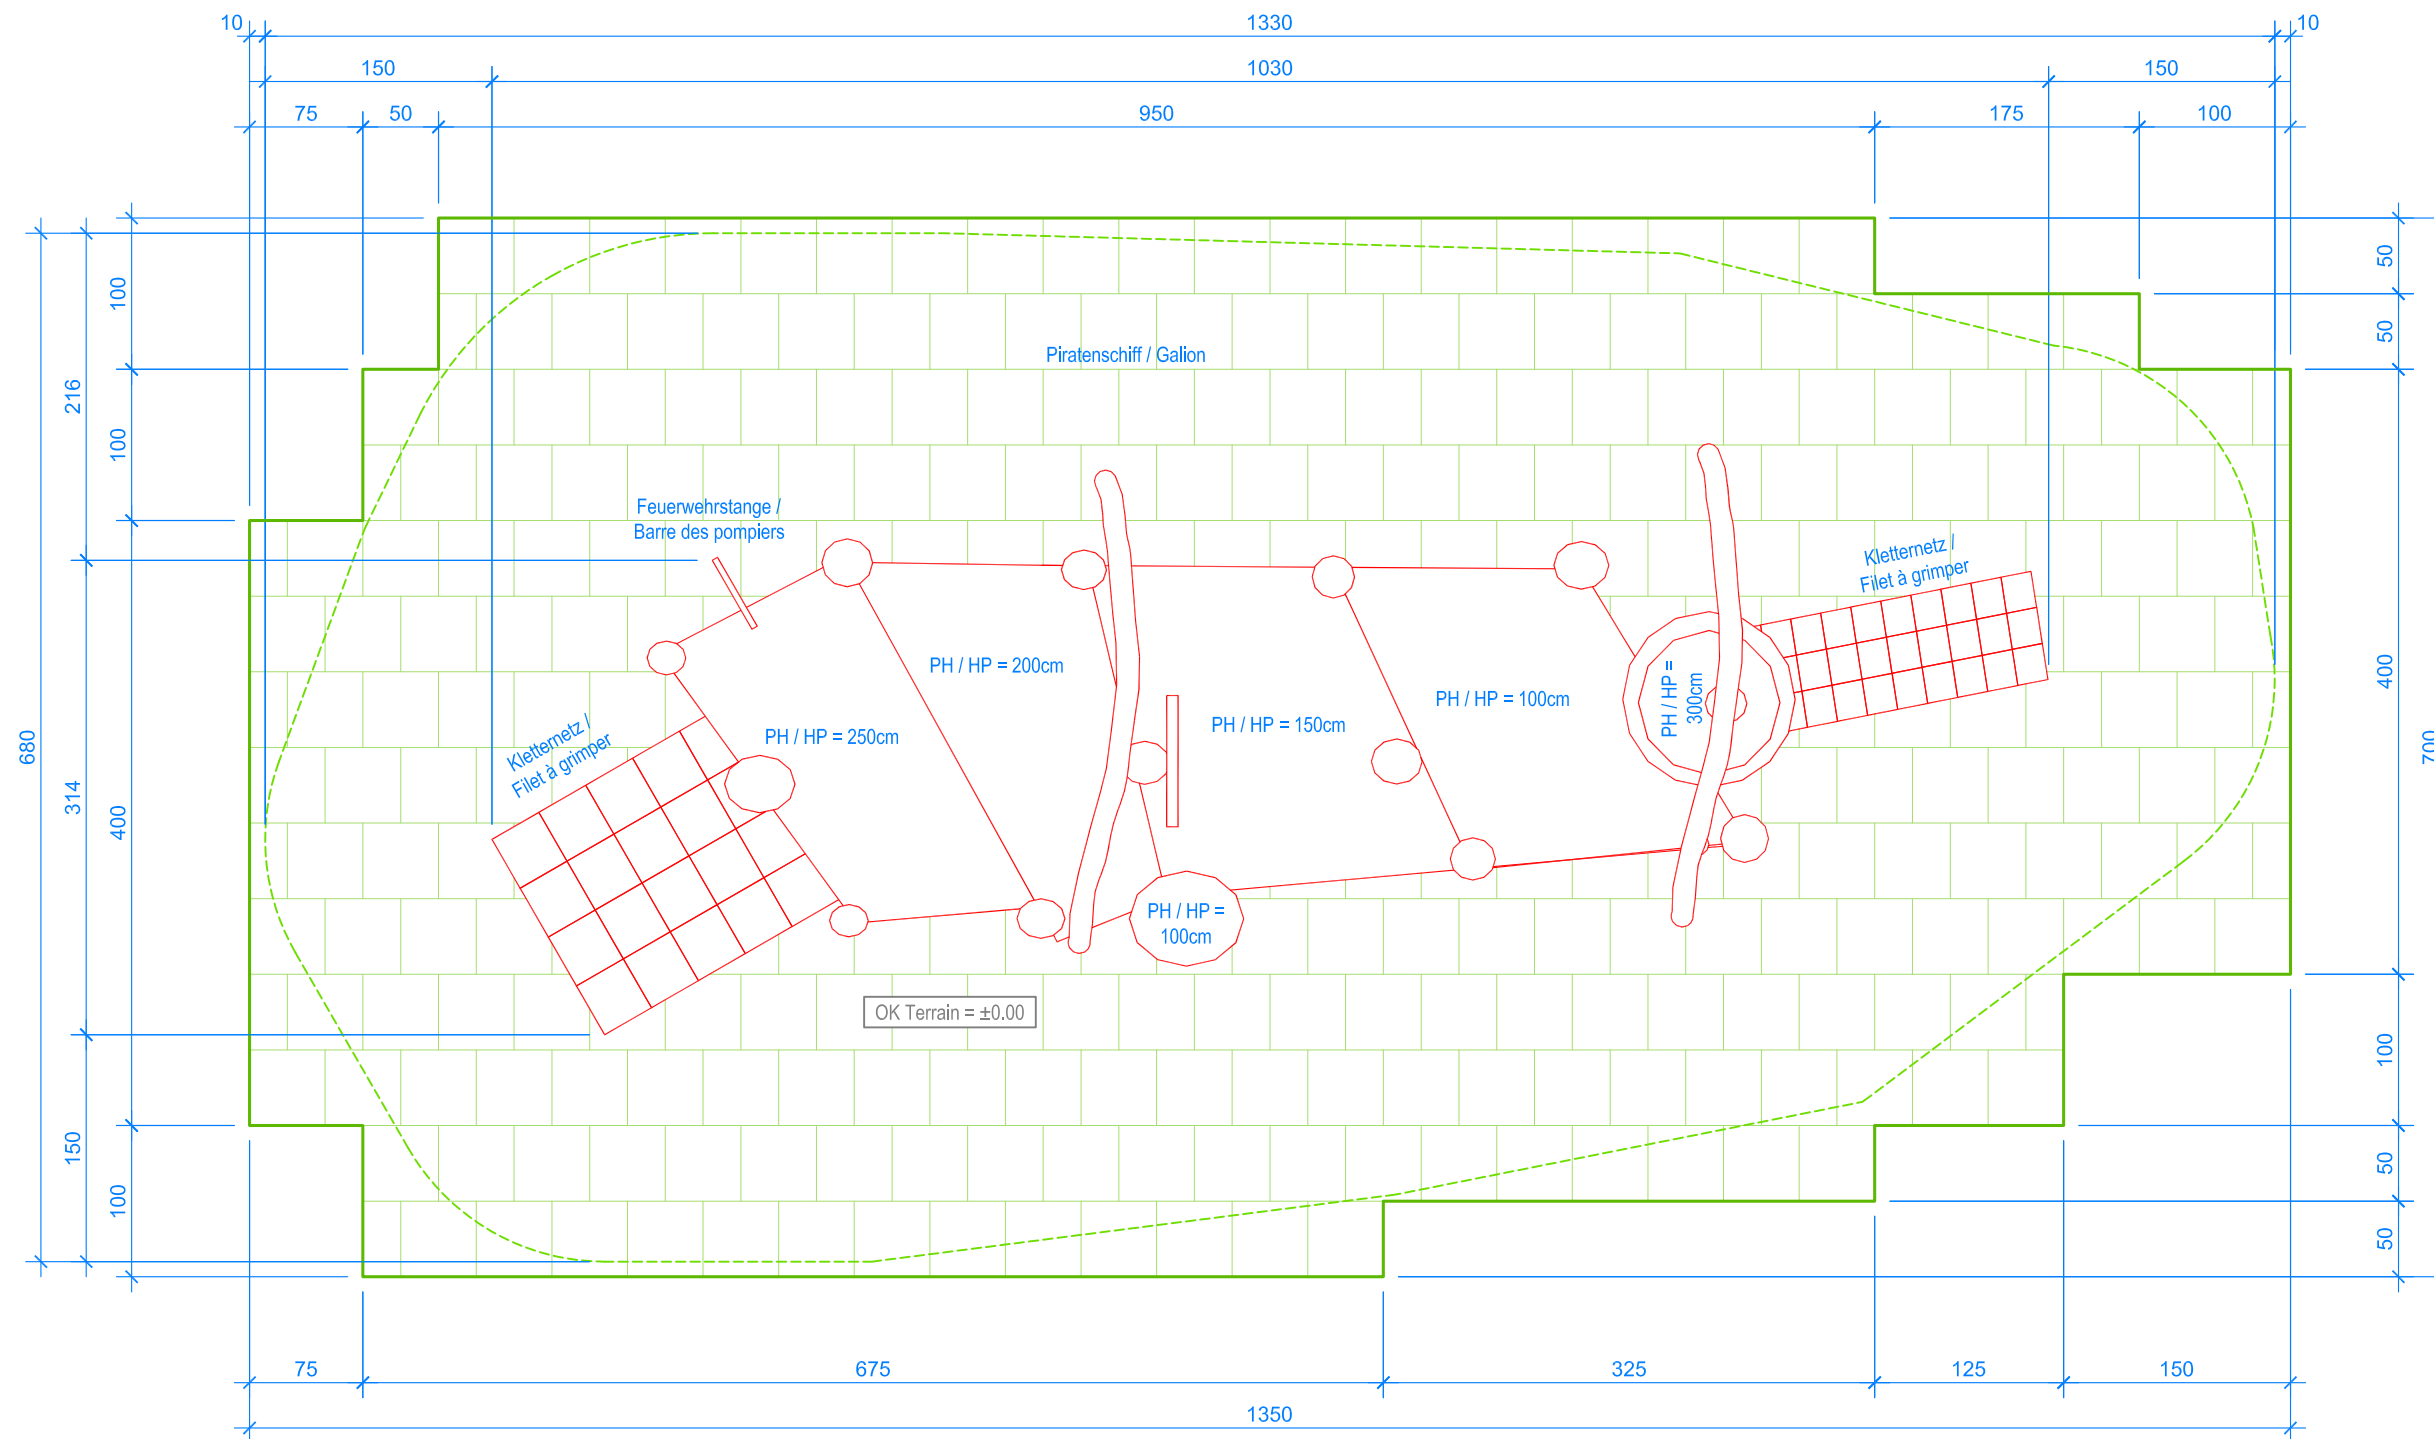 10
1330
10
150
1030
150
75
50
950
175
100
50
50
400
700
100
50
50
680
216
314
150
100
100
400
100
Piratenschiff / Galion
Feuerwehrstange /
Barre des pompiers
Kletternetz /
Filet à grimper
PH / HP = 200cm
PH / HP = 250cm
PH / HP = 150cm
PH / HP = 100cm
PH / HP =
300cm
Kletternetz /
Filet à grimper
PH / HP =
100cm
OK Terrain = ±0.00
75
675
325
125
150
1350